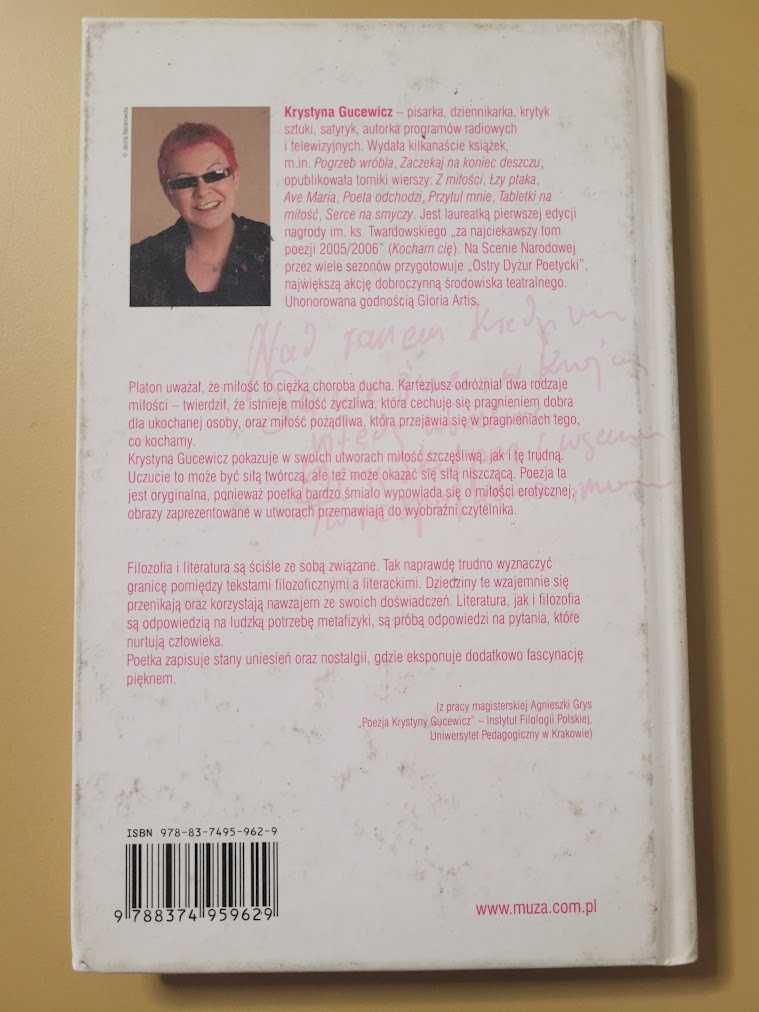 Krystyna Gucewicz – pisarka, dziennikarka, krytyk
sztuki, satyryk, autorka programów radiowych
i telewizyjnych. Wydała kilkanaście książek,
m.in. Pogrzeb wróbla, Zaczekaj na koniec deszczu,
opublikowała tomiki wierszy: Z miłości, Łzy ptaka,
Ave Maria, Poeta odchodzi, Przytul mnie, Tabletki na
miłość, Serce na smyczy. Jest laureatką pierwszej edycji
nagrody im. ks. Twardowskiego „za najciekawszy tom
poezji 2005/2006” (Kocham cię). Na Scenie Narodowej
przez wiele sezonów przygotowuje „Ostry Dyżur Poetycki”,
największą akcję dobroczynną środowiska teatralnego.
Uhonorowana godnością Gloria Artis.
Nad ranem
Platon uważał, że miłość to ciężka choroba ducha. Kartezjusz odróżniał dwa rodzaje
miłości – twierdził, że istnieje miłość życzliwa, która cechuje się pragnieniem dobra
dla ukochanej osoby, oraz miłość pożądliwa, która przejawia się w pragnieniach tego,
co kochamy.
Krystyna Gucewicz pokazuje w swoich utworach miłość szczęśliwą, jak i tę trudną.
Uczucie to może być siłą twórczą, ale też może okazać się siłą niszczącą. Poezja ta
jest oryginalna, ponieważ poetka bardzo śmiało wypowiada się o miłości erotycznej,
obrazy zaprezentowane w utworach przemawiają do wyobraźni czytelnika.
Filozofia i literatura są ściśle ze sobą związane. Tak naprawdę trudno wyznaczyć
granicę pomiędzy tekstami filozoficznymi a literackimi. Dziedziny te wzajemnie się
przenikają oraz korzystają nawzajem ze swoich doświadczeń. Literatura, jak i filozofia
są odpowiedzią na ludzką potrzebę metafizyki, są próbą odpowiedzi na pytania, które
nurtują człowieka.
Poetka zapisuje stany uniesień oraz nostalgii, gdzie eksponuje dodatkowo fascynację
pięknem.
(z pracy magisterskiej Agnieszki Grys
„Poezja Krystyny Gucewicz” – Instytut Filologii Polskiej,
Uniwersytet Pedagogiczny w Krakowie)
ISBN 978-83-7495-962-9
9 788374 959629
www.muza.com.pl